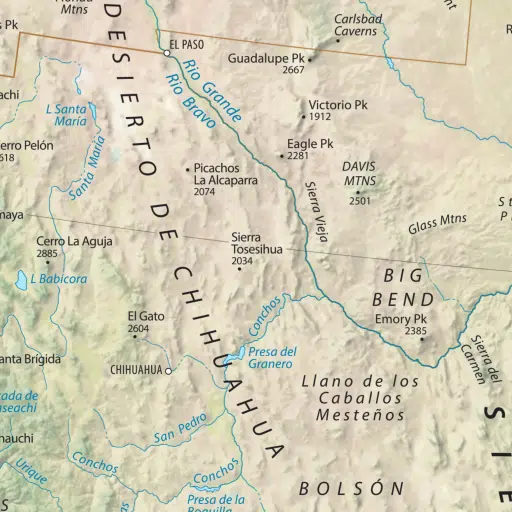 Carlsbad
Caverns
EL PASO
Guadalupe Pk
2667
Rio Grande
Rio Bravo
Victorio Pk
1912
L Santa
María
Santa María
Eagle Pk
2281
Picachos
La Alcaparra
2074
DAVIS
MTNS
2501
Sierra Vieja
Glass Mtns
DESIERTO DE CHIHUAHUA
Cerro La Aguja
2885
L Babicora
Sierra
Tosesihua
2034
BIG
BEND
Emory Pk
2385
Conchos
El Gato
2604
Presa del
Granero
CHIHUAHUA
Sierra del
Carmen
Llano de los
Caballos
Mesteños
San Pedro
Conchos
Conchos
Urique
BOLSÓN
Presa de la